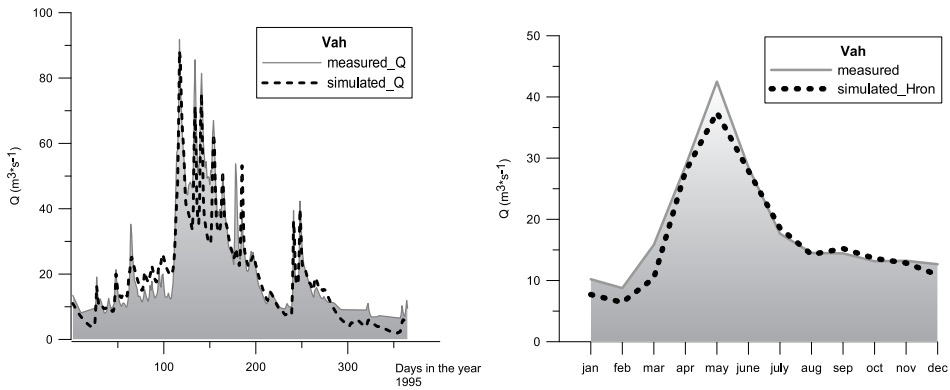 100
80
60
40
20
0
Q (m³*s-¹)
Vah
measured_Q
simulated_Q
100
200
300
Days in the year
1995
50
40
30
20
10
0
Q (m³*s-¹)
Vah
measured
simulated_Hron
jan feb mar apr may june july aug sep oct nov dec